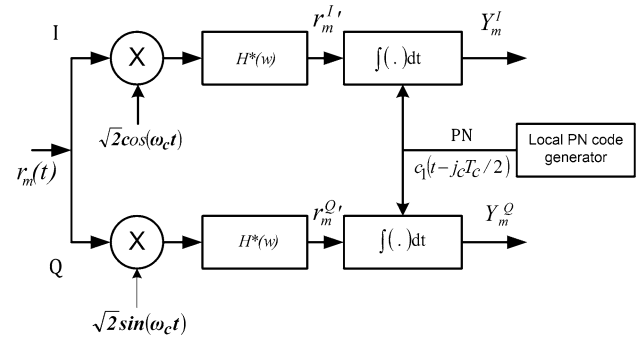 I
X
√2cos(ω_c t)
H*(w)
r_m^I'
∫( . )dt
Y_m^I
r_m(t)
PN
c_1(t−j_c T_c/2)
Local PN code
generator
Q
X
√2sin(ω_c t)
H*(w)
r_m^Q'
∫( . )dt
Y_m^Q